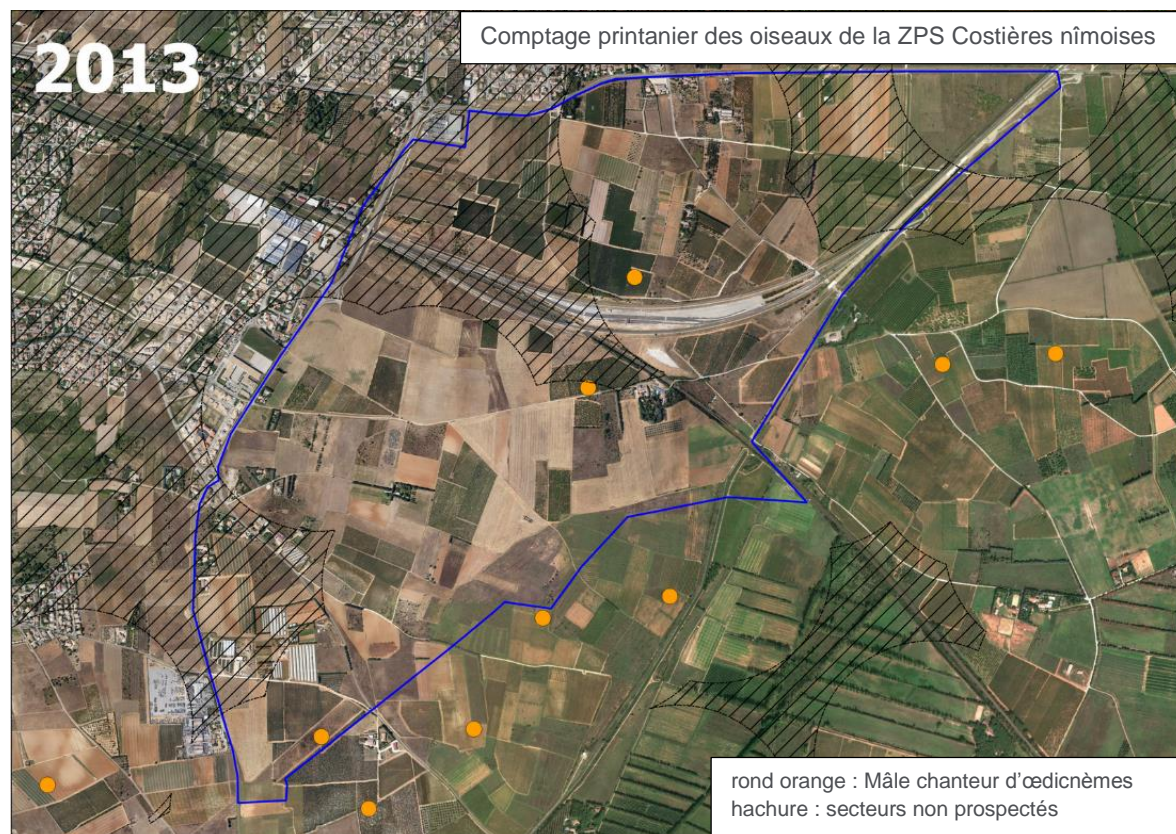 2013
Comptage printanier des oiseaux de la ZPS Costières nîmoises
rond orange : Mâle chanteur d'œdicnèmes
hachure : secteurs non prospectés